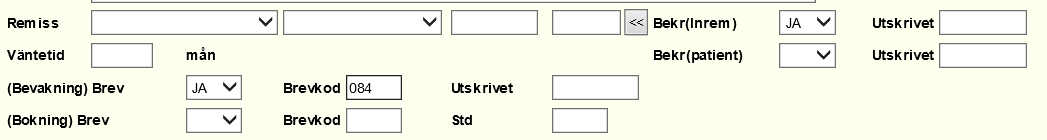 Remiss << Bekr(Inrem) JA Utskrivet
Väntetid mån Bekr(patient) Utskrivet
(Bevakning) Brev JA Brevkod 084 Utskrivet
(Bokning) Brev Brevkod Std